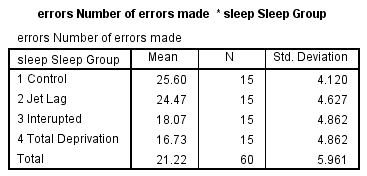 errors Number of errors made * sleep Sleep Group
errors Number of errors made
sleep Sleep Group Mean N Std. Deviation
1 Control 25.60 15 4.120
2 Jet Lag 24.47 15 4.627
3 Interupted 18.07 15 4.862
4 Total Deprivation 16.73 15 4.862
Total 21.22 60 5.961